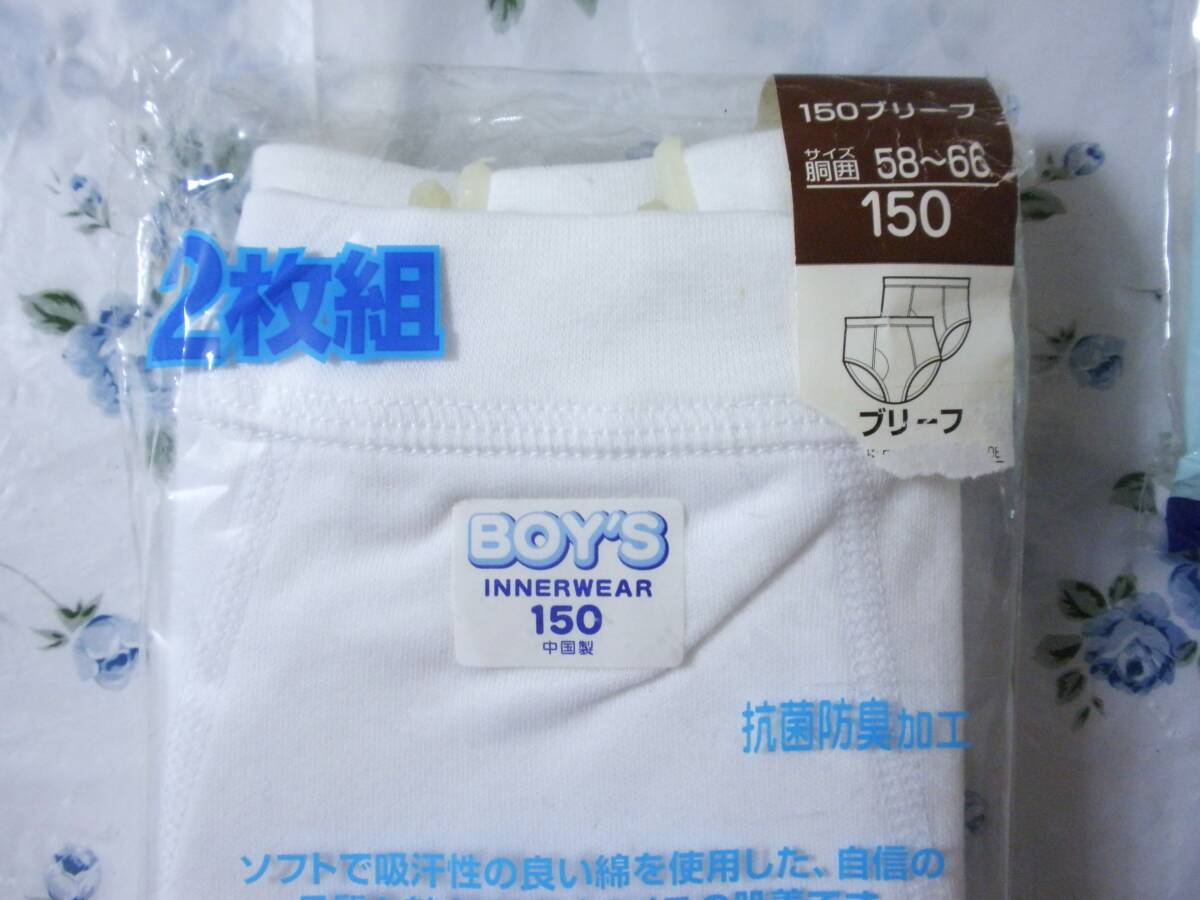 150ブリーフ
サイズ
胴囲 58~66
150
2枚組
ブリーフ
BOY'S
INNERWEAR
150
中国製
抗菌防臭加工
ソフトで吸汗性の良い綿を使用した、自信の